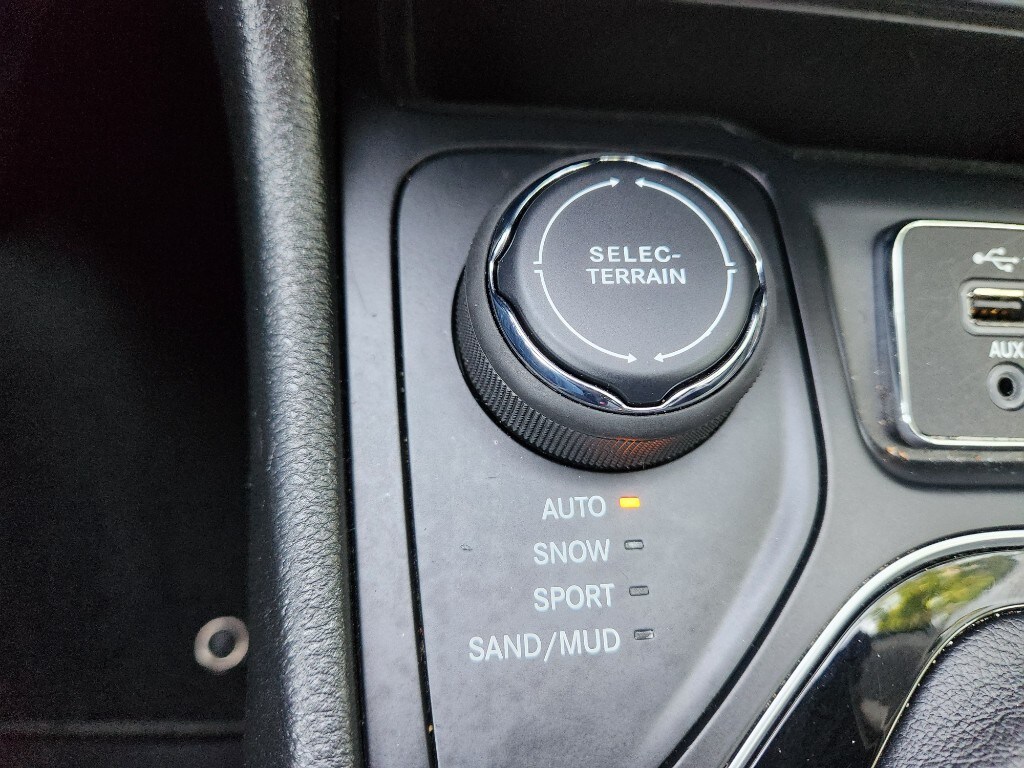 SELEC-
TERRAIN
AUX
AUTO
SNOW
SPORT
SAND/MUD